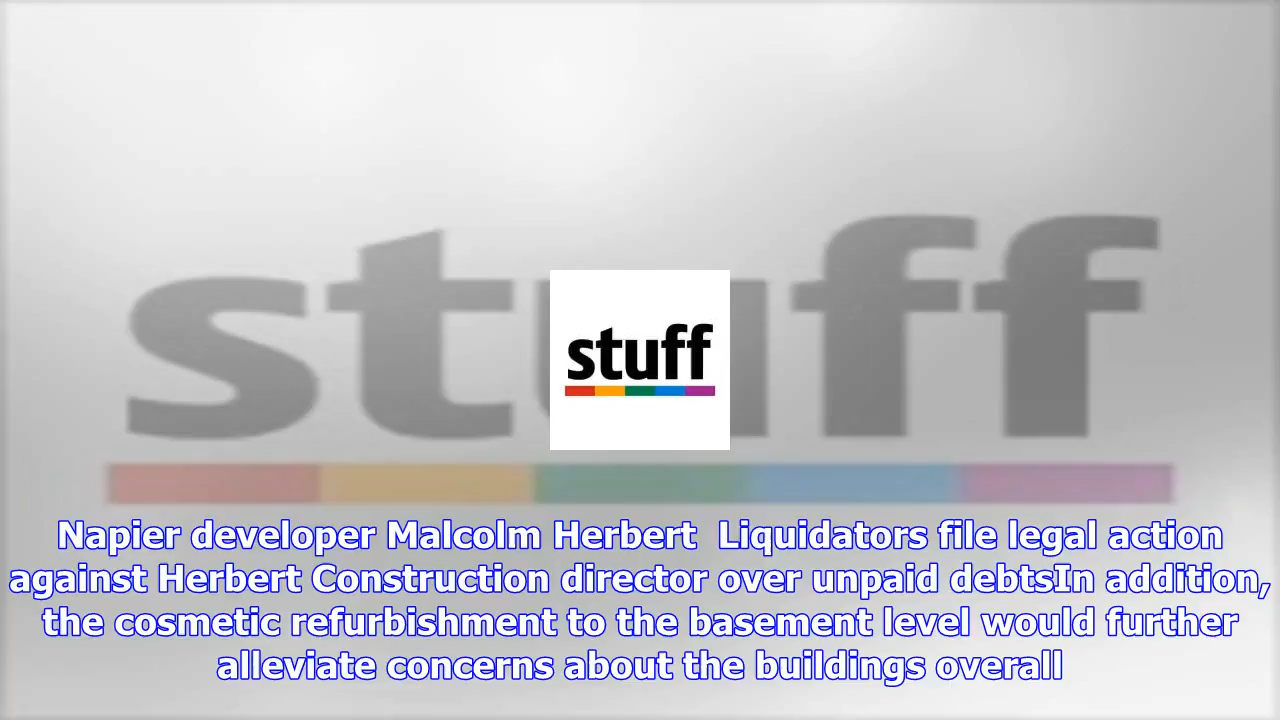 stuff
stuff
Napier developer Malcolm Herbert  Liquidators file legal action
against Herbert Construction director over unpaid debtsIn addition,
the cosmetic refurbishment to the basement level would further
alleviate concerns about the buildings overall